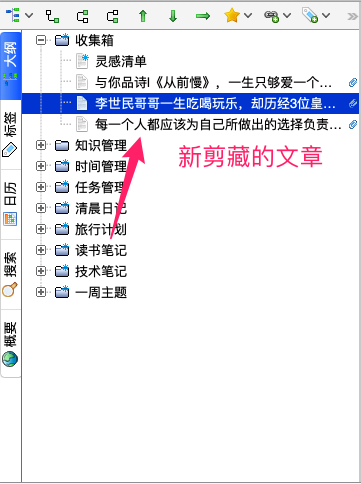 大纲
标签
日历
搜索
概要
收集箱
灵感清单
与你品诗|《从前慢》，一生只够爱一个…
李世民哥哥一生吃喝玩乐，却历经3位皇…
每一个人都应该为自己所做出的选择负责…
知识管理
时间管理
任务管理
清晨日记
旅行计划
读书笔记
技术笔记
一周主题
新剪藏的文章